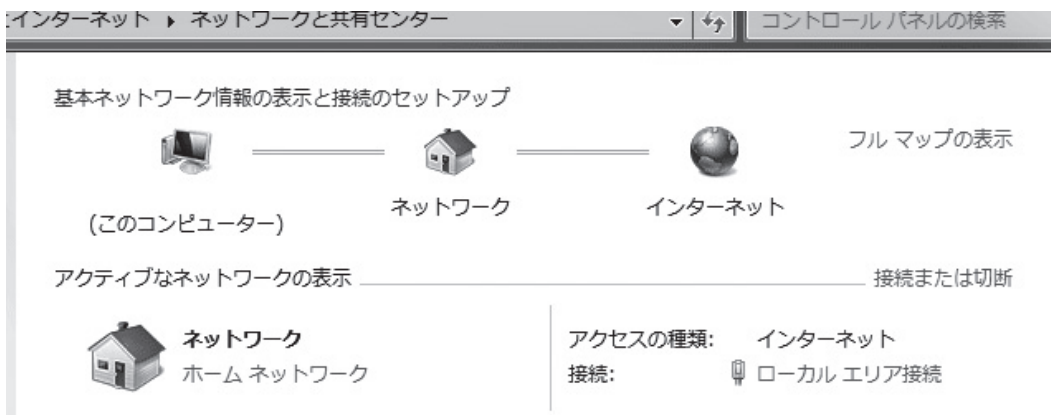 インターネット ▸ ネットワークと共有センター
コントロール パネルの検索
基本ネットワーク情報の表示と接続のセットアップ
フル マップの表示
(このコンピューター)
ネットワーク
インターネット
アクティブなネットワークの表示
接続または切断
ネットワーク
ホーム ネットワーク
アクセスの種類: インターネット
接続: ローカル エリア接続